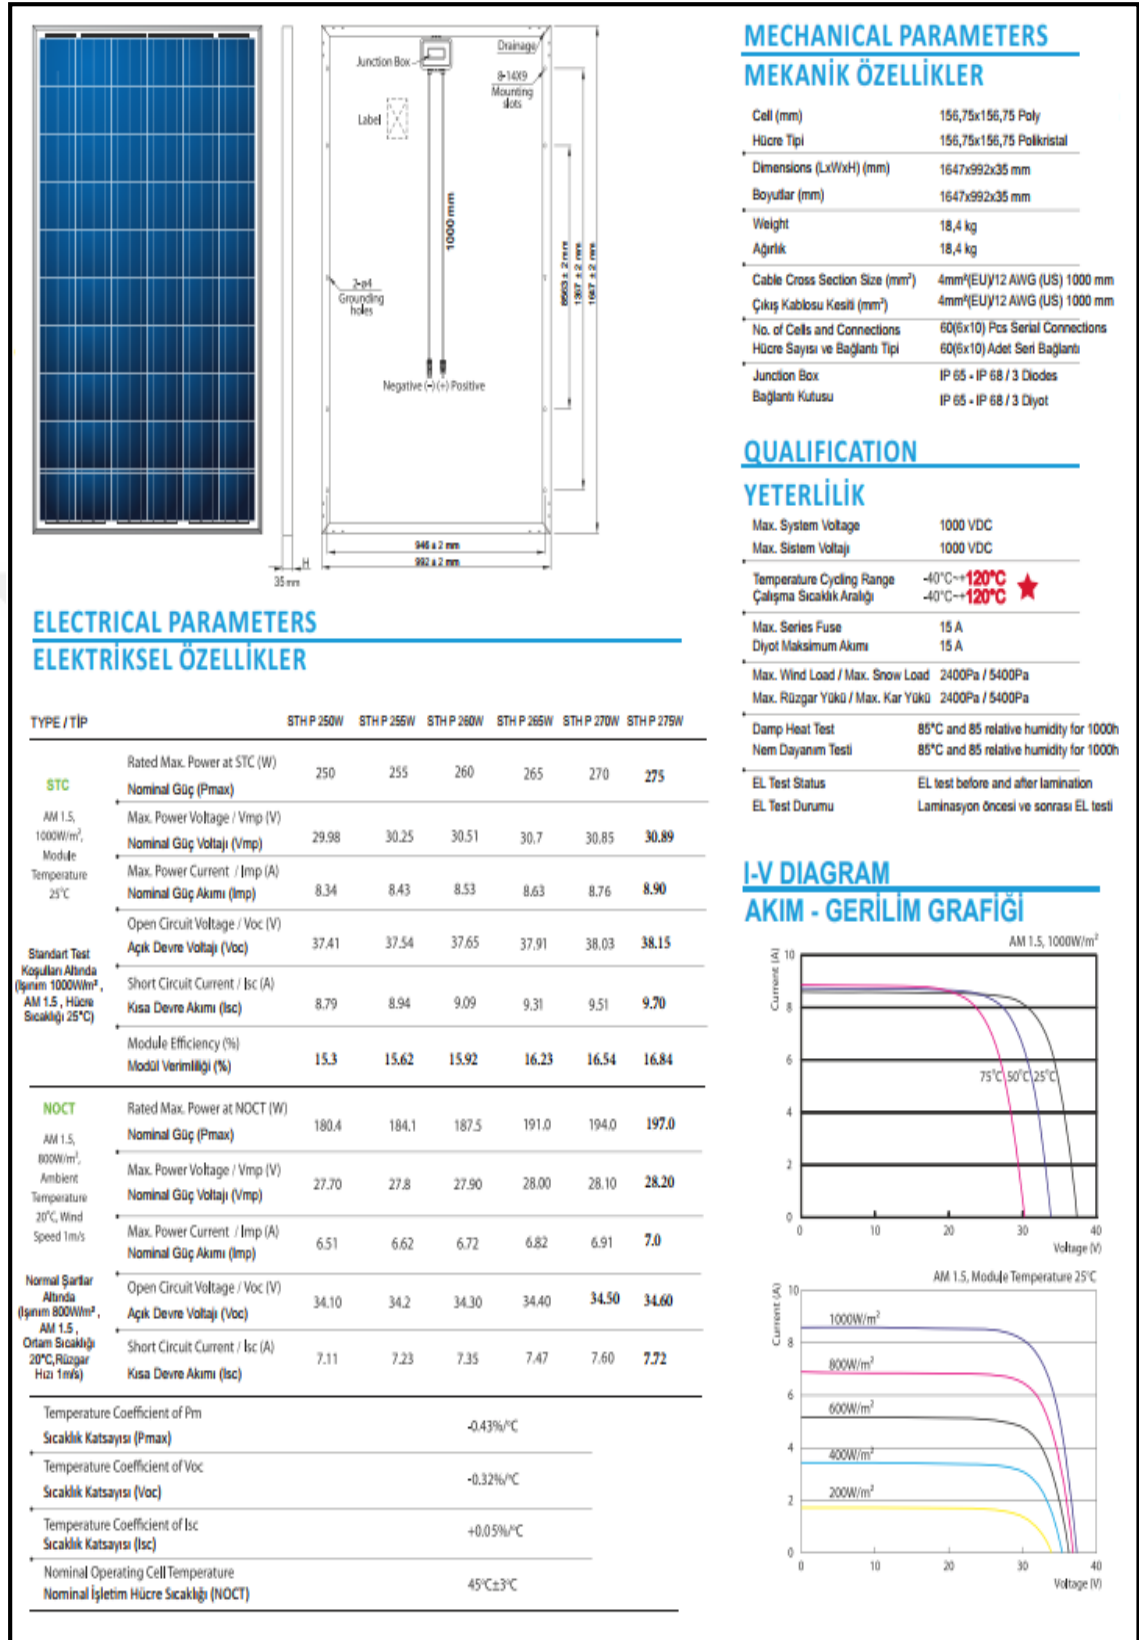 Junction Box
Drainage
8-14X9
Mounting
slots
Label
1000 mm
1367 ± 2 mm
1647 ± 2 mm
2-ø4
Grounding
holes
Negative (-) (+) Positive
946 ± 2 mm
992 ± 2 mm
H
35 mm
MECHANICAL PARAMETERS
MEKANİK ÖZELLİKLER
Cell (mm) 156,75x156,75 Poly
Hücre Tipi 156,75x156,75 Polikristal
Dimensions (LxWxH) (mm) 1647x992x35 mm
Boyutlar (mm) 1647x992x35 mm
Weight 18,4 kg
Ağırlık 18,4 kg
Cable Cross Section Size (mm²) 4mm²(EU)/12 AWG (US) 1000 mm
Çıkış Kablosu Kesiti (mm²) 4mm²(EU)/12 AWG (US) 1000 mm
No. of Cells and Connections 60(6x10) Pcs Serial Connections
Hücre Sayısı ve Bağlantı Tipi 60(6x10) Adet Seri Bağlantı
Junction Box IP 65 - IP 68 / 3 Diodes
Bağlantı Kutusu IP 65 - IP 68 / 3 Diyot
QUALIFICATION
YETERLİLİK
Max. System Voltage 1000 VDC
Max. Sistem Voltajı 1000 VDC
Temperature Cycling Range -40°C~+120°C
Çalışma Sıcaklık Aralığı -40°C~+120°C
Max. Series Fuse 15 A
Diyot Maksimum Akımı 15 A
Max. Wind Load / Max. Snow Load 2400Pa / 5400Pa
Max. Rüzgar Yükü / Max. Kar Yükü 2400Pa / 5400Pa
Damp Heat Test 85°C and 85 relative humidity for 1000h
Nem Dayanım Testi 85°C and 85 relative humidity for 1000h
EL Test Status EL test before and after lamination
EL Test Durumu Laminasyon öncesi ve sonrası EL testi
ELECTRICAL PARAMETERS
ELEKTRİKSEL ÖZELLİKLER
TYPE / TİP STH P 250W STH P 255W STH P 260W STH P 265W STH P 270W STH P 275W
STC
AM 1.5,
1000W/m²,
Module
Temperature
25°C
Standart Test
Koşulları Altında
(Işınım 1000W/m² ,
AM 1.5 , Hücre
Sıcaklığı 25°C)
Rated Max. Power at STC (W)
Nominal Güç (Pmax)
250 255 260 265 270 275
Max. Power Voltage / Vmp (V)
Nominal Güç Voltajı (Vmp)
29.98 30.25 30.51 30.7 30.85 30.89
Max. Power Current / Imp (A)
Nominal Güç Akımı (Imp)
8.34 8.43 8.53 8.63 8.76 8.90
Open Circuit Voltage / Voc (V)
Açık Devre Voltajı (Voc)
37.41 37.54 37.65 37.91 38.03 38.15
Short Circuit Current / Isc (A)
Kısa Devre Akımı (Isc)
8.79 8.94 9.09 9.31 9.51 9.70
Module Efficiency (%)
Modül Verimliliği (%)
15.3 15.62 15.92 16.23 16.54 16.84
NOCT
AM 1.5,
800W/m²,
Ambient
Temperature
20°C, Wind
Speed 1m/s
Normal Şartlar
Altında
(Işınım 800W/m² ,
AM 1.5 ,
Ortam Sıcaklığı
20°C,Rüzgar
Hızı 1m/s)
Rated Max. Power at NOCT (W)
Nominal Güç (Pmax)
180.4 184.1 187.5 191.0 194.0 197.0
Max. Power Voltage / Vmp (V)
Nominal Güç Voltajı (Vmp)
27.70 27.8 27.90 28.00 28.10 28.20
Max. Power Current / Imp (A)
Nominal Güç Akımı (Imp)
6.51 6.62 6.72 6.82 6.91 7.0
Open Circuit Voltage / Voc (V)
Açık Devre Voltajı (Voc)
34.10 34.2 34.30 34.40 34.50 34.60
Short Circuit Current / Isc (A)
Kısa Devre Akımı (Isc)
7.11 7.23 7.35 7.47 7.60 7.72
Temperature Coefficient of Pm
Sıcaklık Katsayısı (Pmax)
-0.43%/°C
Temperature Coefficient of Voc
Sıcaklık Katsayısı (Voc)
-0.32%/°C
Temperature Coefficient of Isc
Sıcaklık Katsayısı (Isc)
+0.05%/°C
Nominal Operating Cell Temperature
Nominal İşletim Hücre Sıcaklığı (NOCT)
45°C±3°C
I-V DIAGRAM
AKIM - GERİLİM GRAFİĞİ
AM 1.5, 1000W/m²
Current (A)
10
8
6
4
2
0
75°C 50°C 25°C
0 10 20 30 40
Voltage (V)
AM 1.5, Module Temperature 25°C
Current (A)
10
8
6
4
2
0
1000W/m²
800W/m²
600W/m²
400W/m²
200W/m²
0 10 20 30 40
Voltage (V)